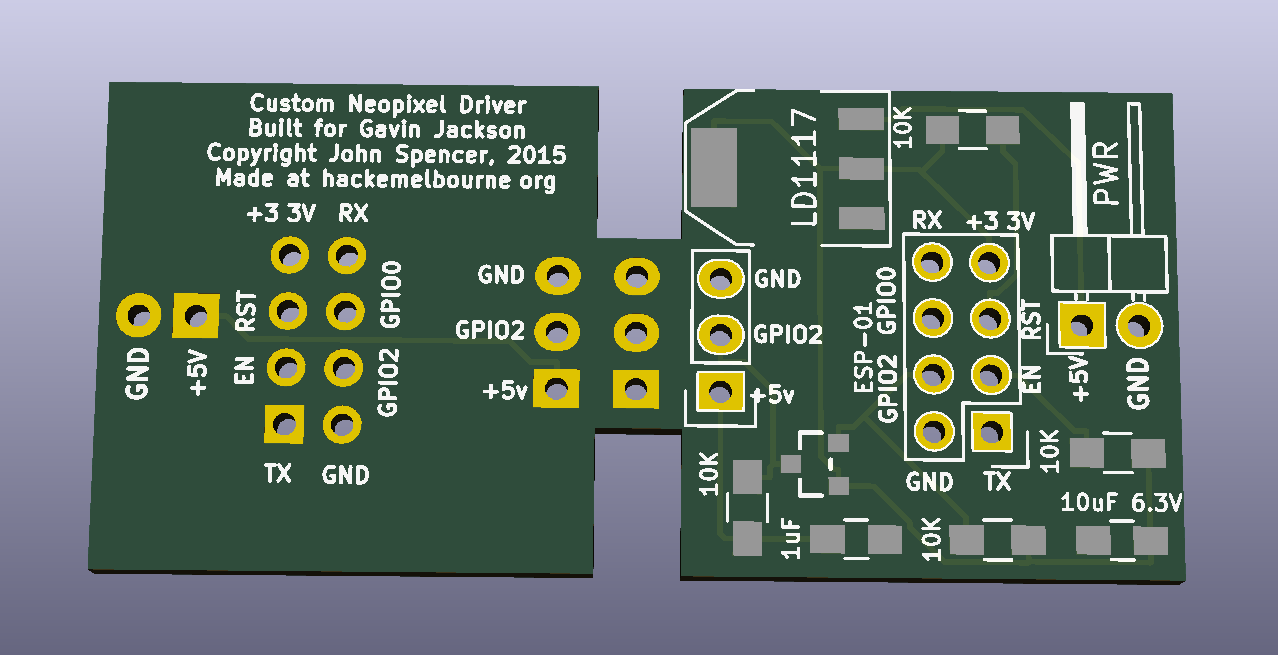 Custom Neopixel Driver
Built for Gavin Jackson
Copyright John Spencer, 2015
Made at hackemelbourne org
+3 3V RX
GPIO0
RST
EN
GPIO2
TX GND
GND
+5V
GND
GPIO2
+5v
LD1117
10K
PWR
GND
GPIO2
+5v
RX +3 3V
GPIO0
ESP-01
GPIO2
RST
EN
GND TX
+5V
GND
10K
10K
10uF 6.3V
1uF
10K